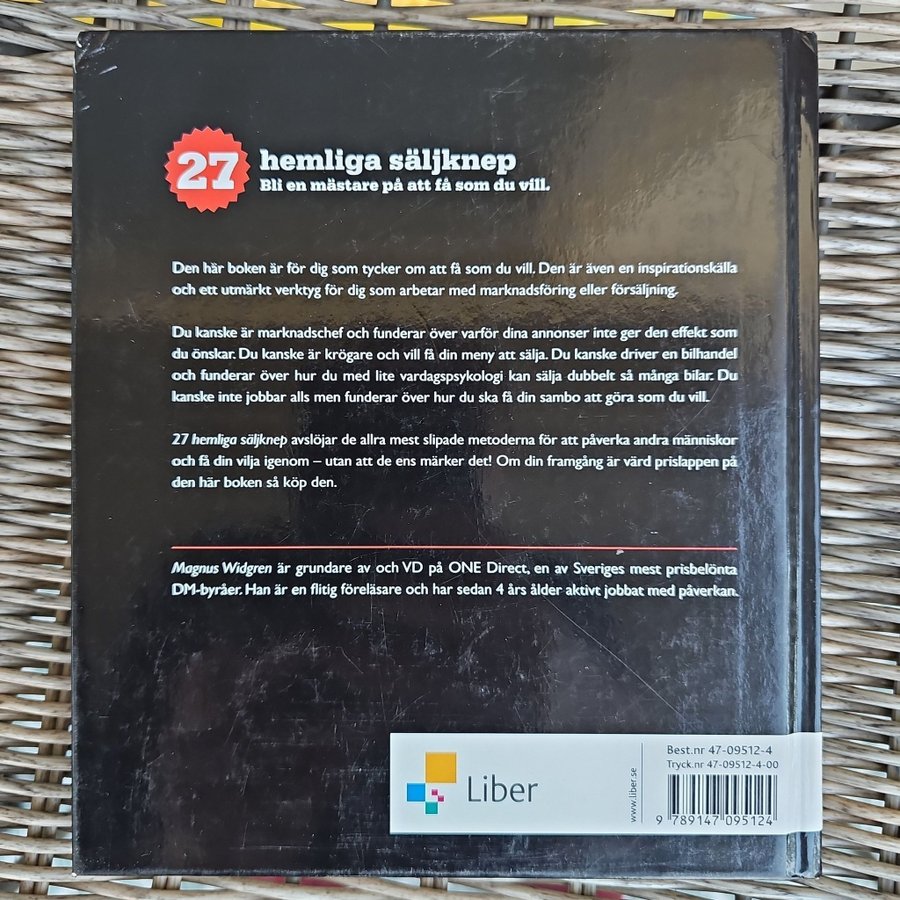 27
hemliga säljknep
Bli en mästare på att få som du vill.
Den här boken är för dig som tycker om att få som du vill. Den är även en inspirationskälla
och ett utmärkt verktyg för dig som arbetar med marknadsföring eller försäljning.
Du kanske är marknadschef och funderar över varför dina annonser inte ger den effekt som
du önskar. Du kanske är krögare och vill få din meny att sälja. Du kanske driver en bilhandel
och funderar över hur du med lite vardagspsykologi kan sälja dubbelt så många bilar. Du
kanske inte jobbar alls men funderar över hur du ska få din sambo att göra som du vill.
27 hemliga säljknep avslöjar de allra mest slipade metoderna för att påverka andra människor
och få din vilja igenom – utan att de ens märker det! Om din framgång är värd prislappen på
den här boken så köp den.
Magnus Widgren är grundare av och VD på ONE Direct, en av Sveriges mest prisbelönta
DM-byråer. Han är en flitig föreläsare och har sedan 4 års ålder aktivt jobbat med påverkan.
Liber
www.liber.se
Best.nr 47-09512-4
Tryck.nr 47-09512-4-00
9 789147 095124